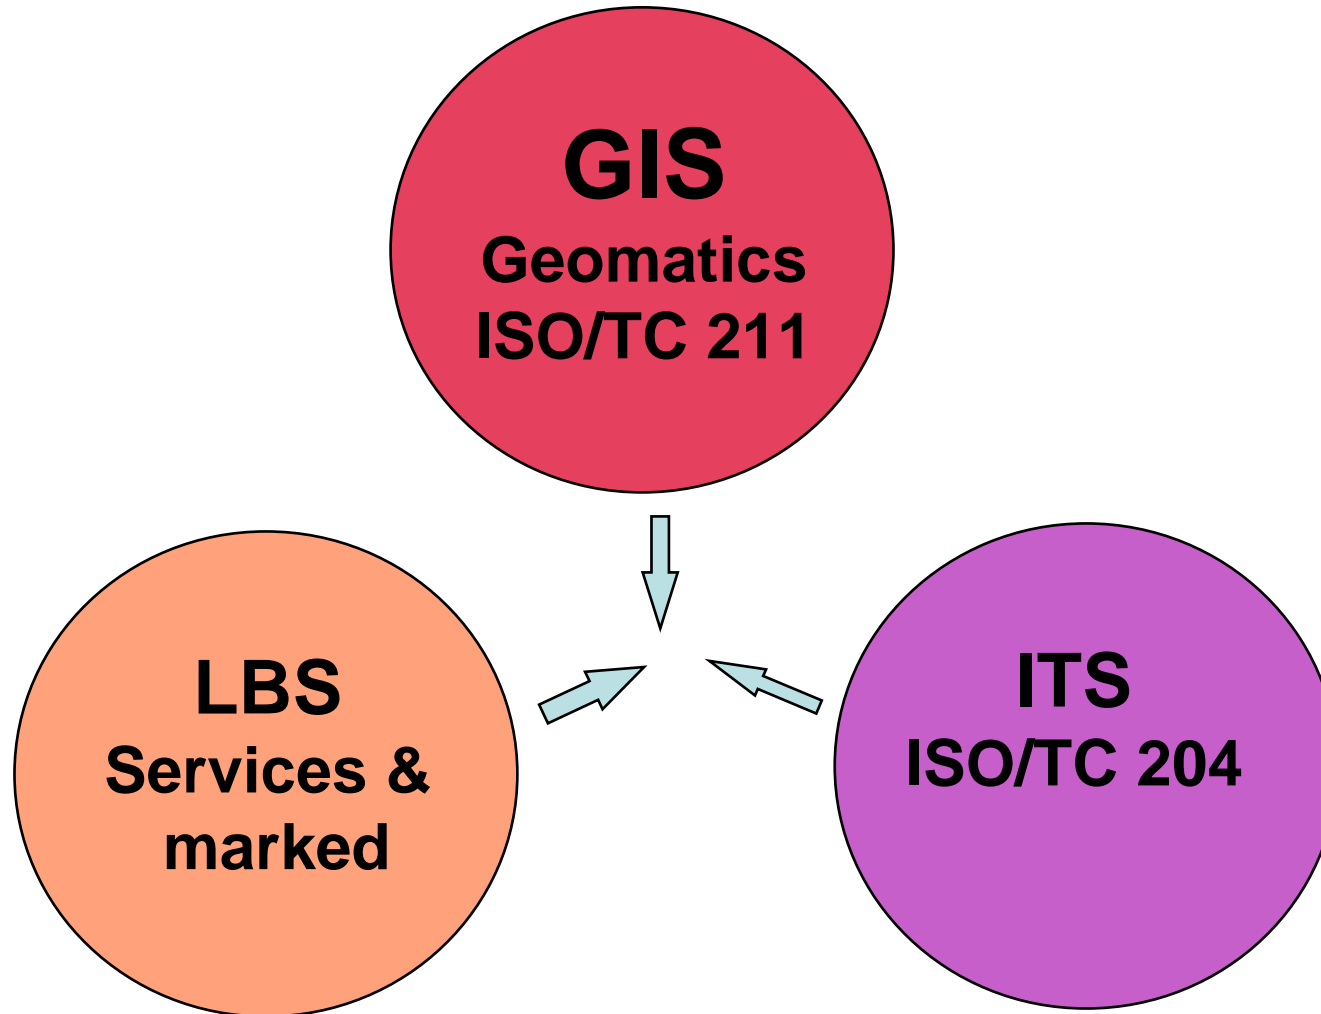 GIS
Geomatics
ISO/TC 211
LBS
Services &
marked
ITS
ISO/TC 204